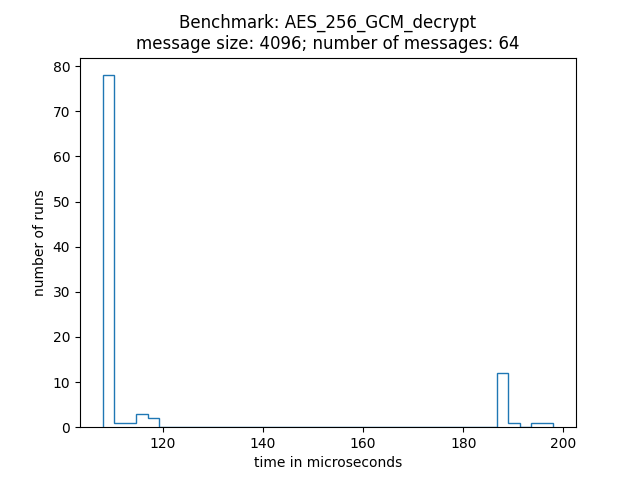 Benchmark: AES_256_GCM_decrypt
message size: 4096; number of messages: 64
80
70
60
50
40
30
20
10
0
number of runs
120 140 160 180 200
time in microseconds